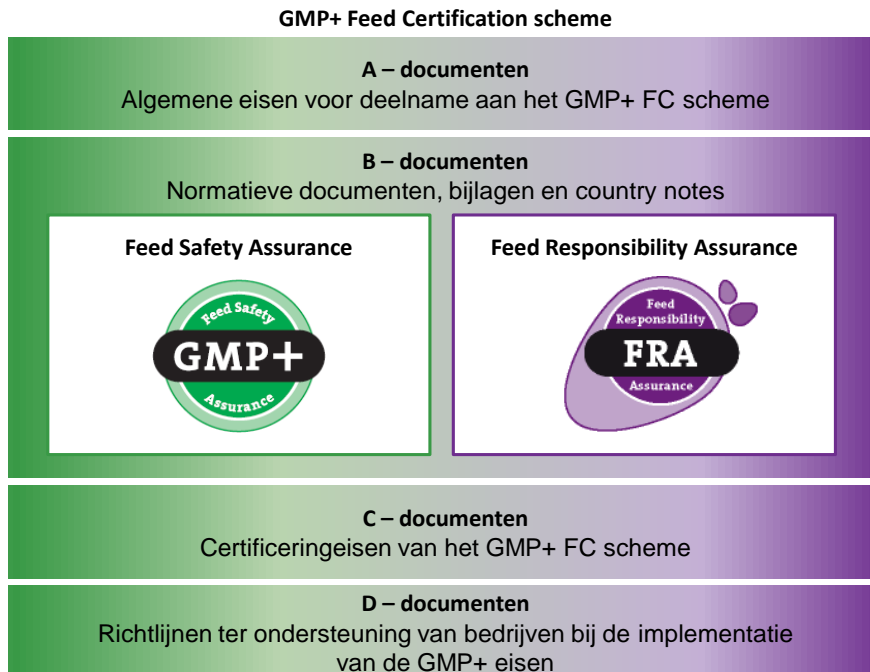 GMP+ Feed Certification scheme
A – documenten
Algemene eisen voor deelname aan het GMP+ FC scheme
B – documenten
Normatieve documenten, bijlagen en country notes
Feed Safety Assurance
Feed Safety
GMP+
Assurance
Feed Responsibility Assurance
Feed
Responsibility
FRA
Assurance
C – documenten
Certificeringeisen van het GMP+ FC scheme
D – documenten
Richtlijnen ter ondersteuning van bedrijven bij de implementatie
van de GMP+ eisen